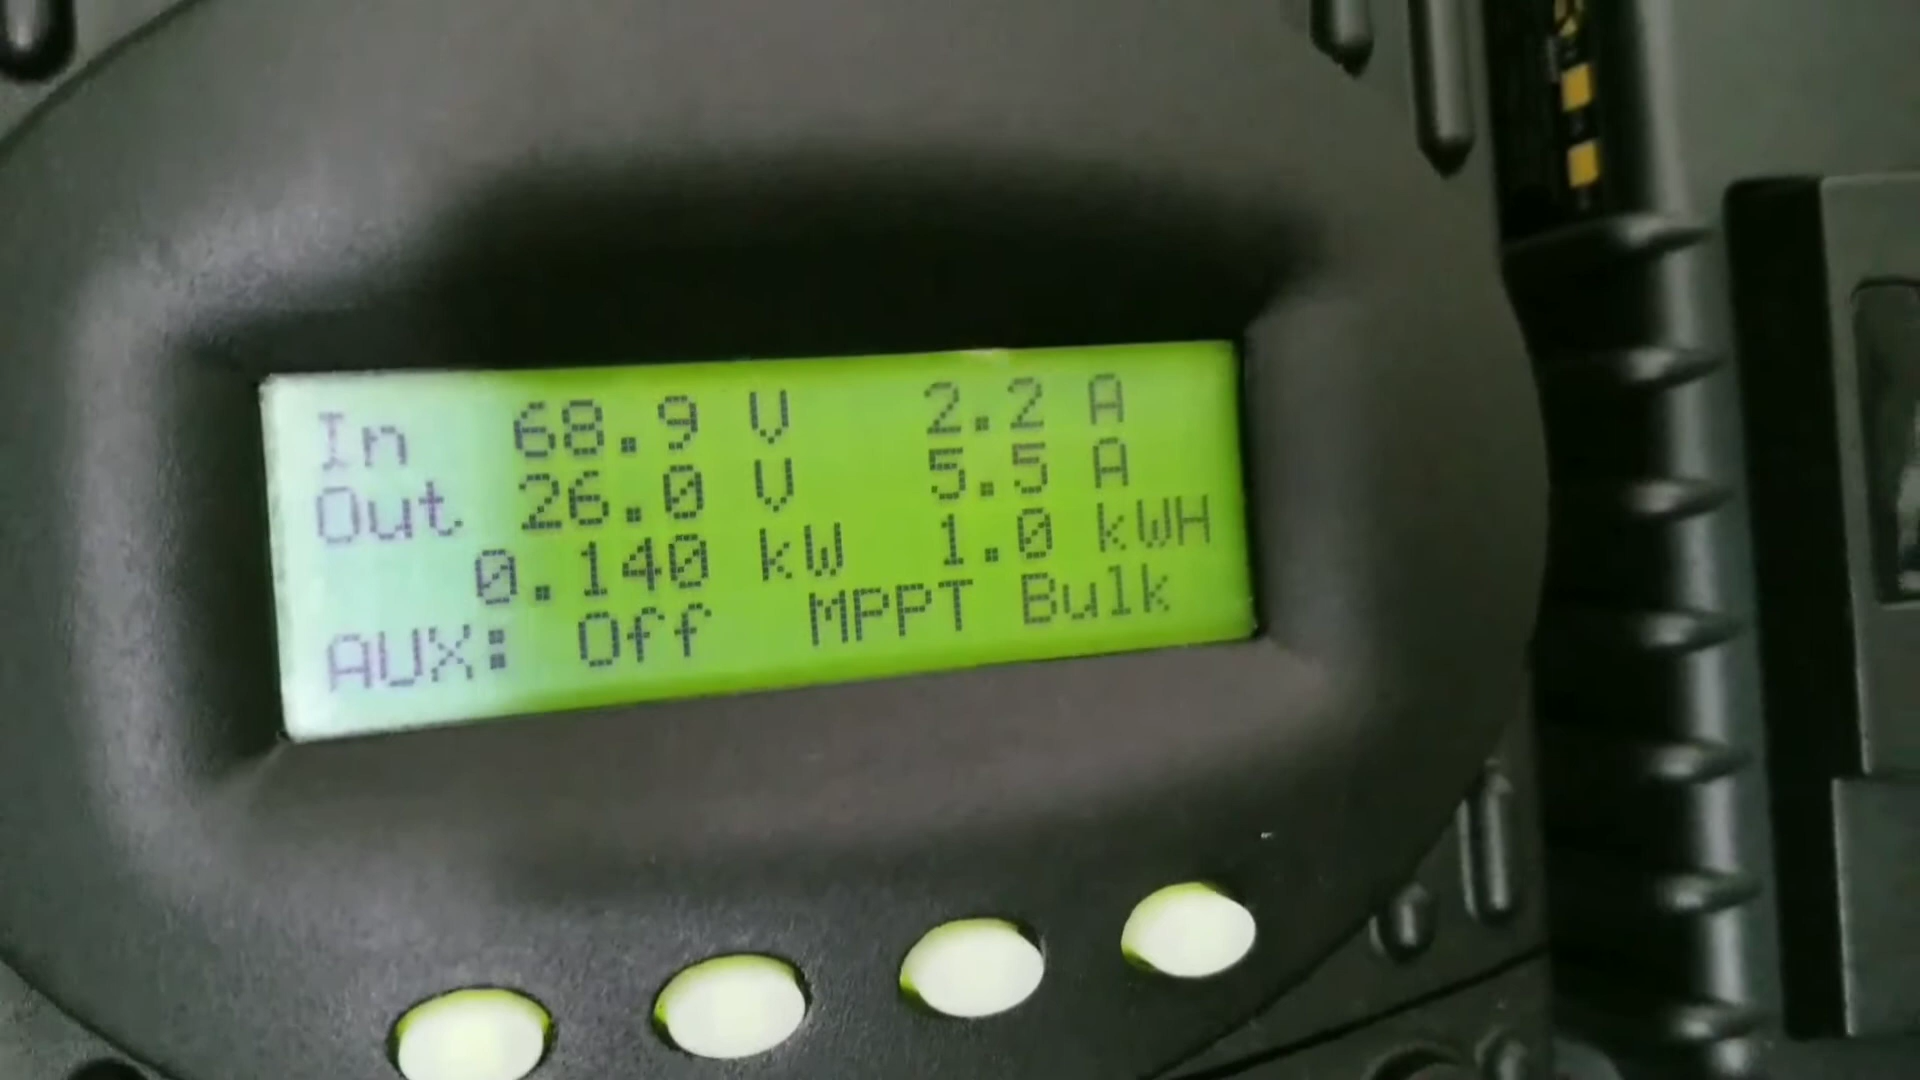 In 68.9 V 2.2 A
Out 26.0 V 5.5 A
0.140 kW 1.0 kWH
AUX: Off MPPT Bulk